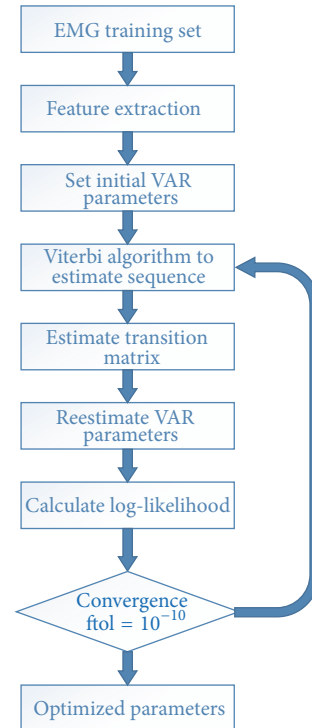 EMG training set
Feature extraction
Set initial VAR
parameters
Viterbi algorithm to
estimate sequence
Estimate transition
matrix
Reestimate VAR
parameters
Calculate log-likelihood
Convergence
ftol = 10⁻¹⁰
Optimized parameters